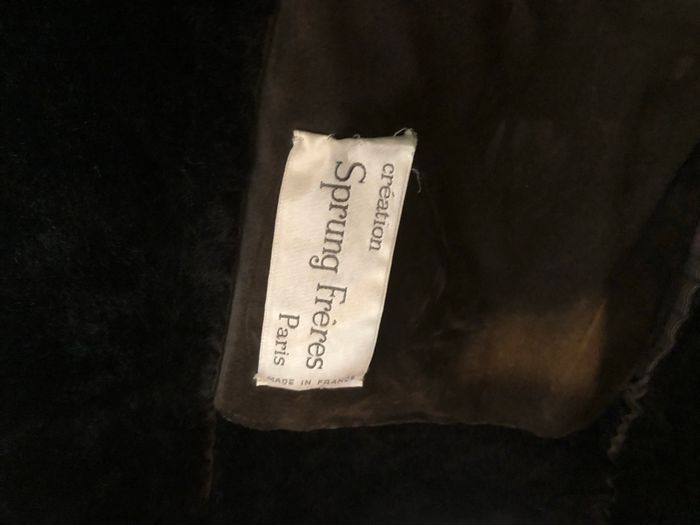 création
Sprung Frères
Paris
MADE IN FRANCE